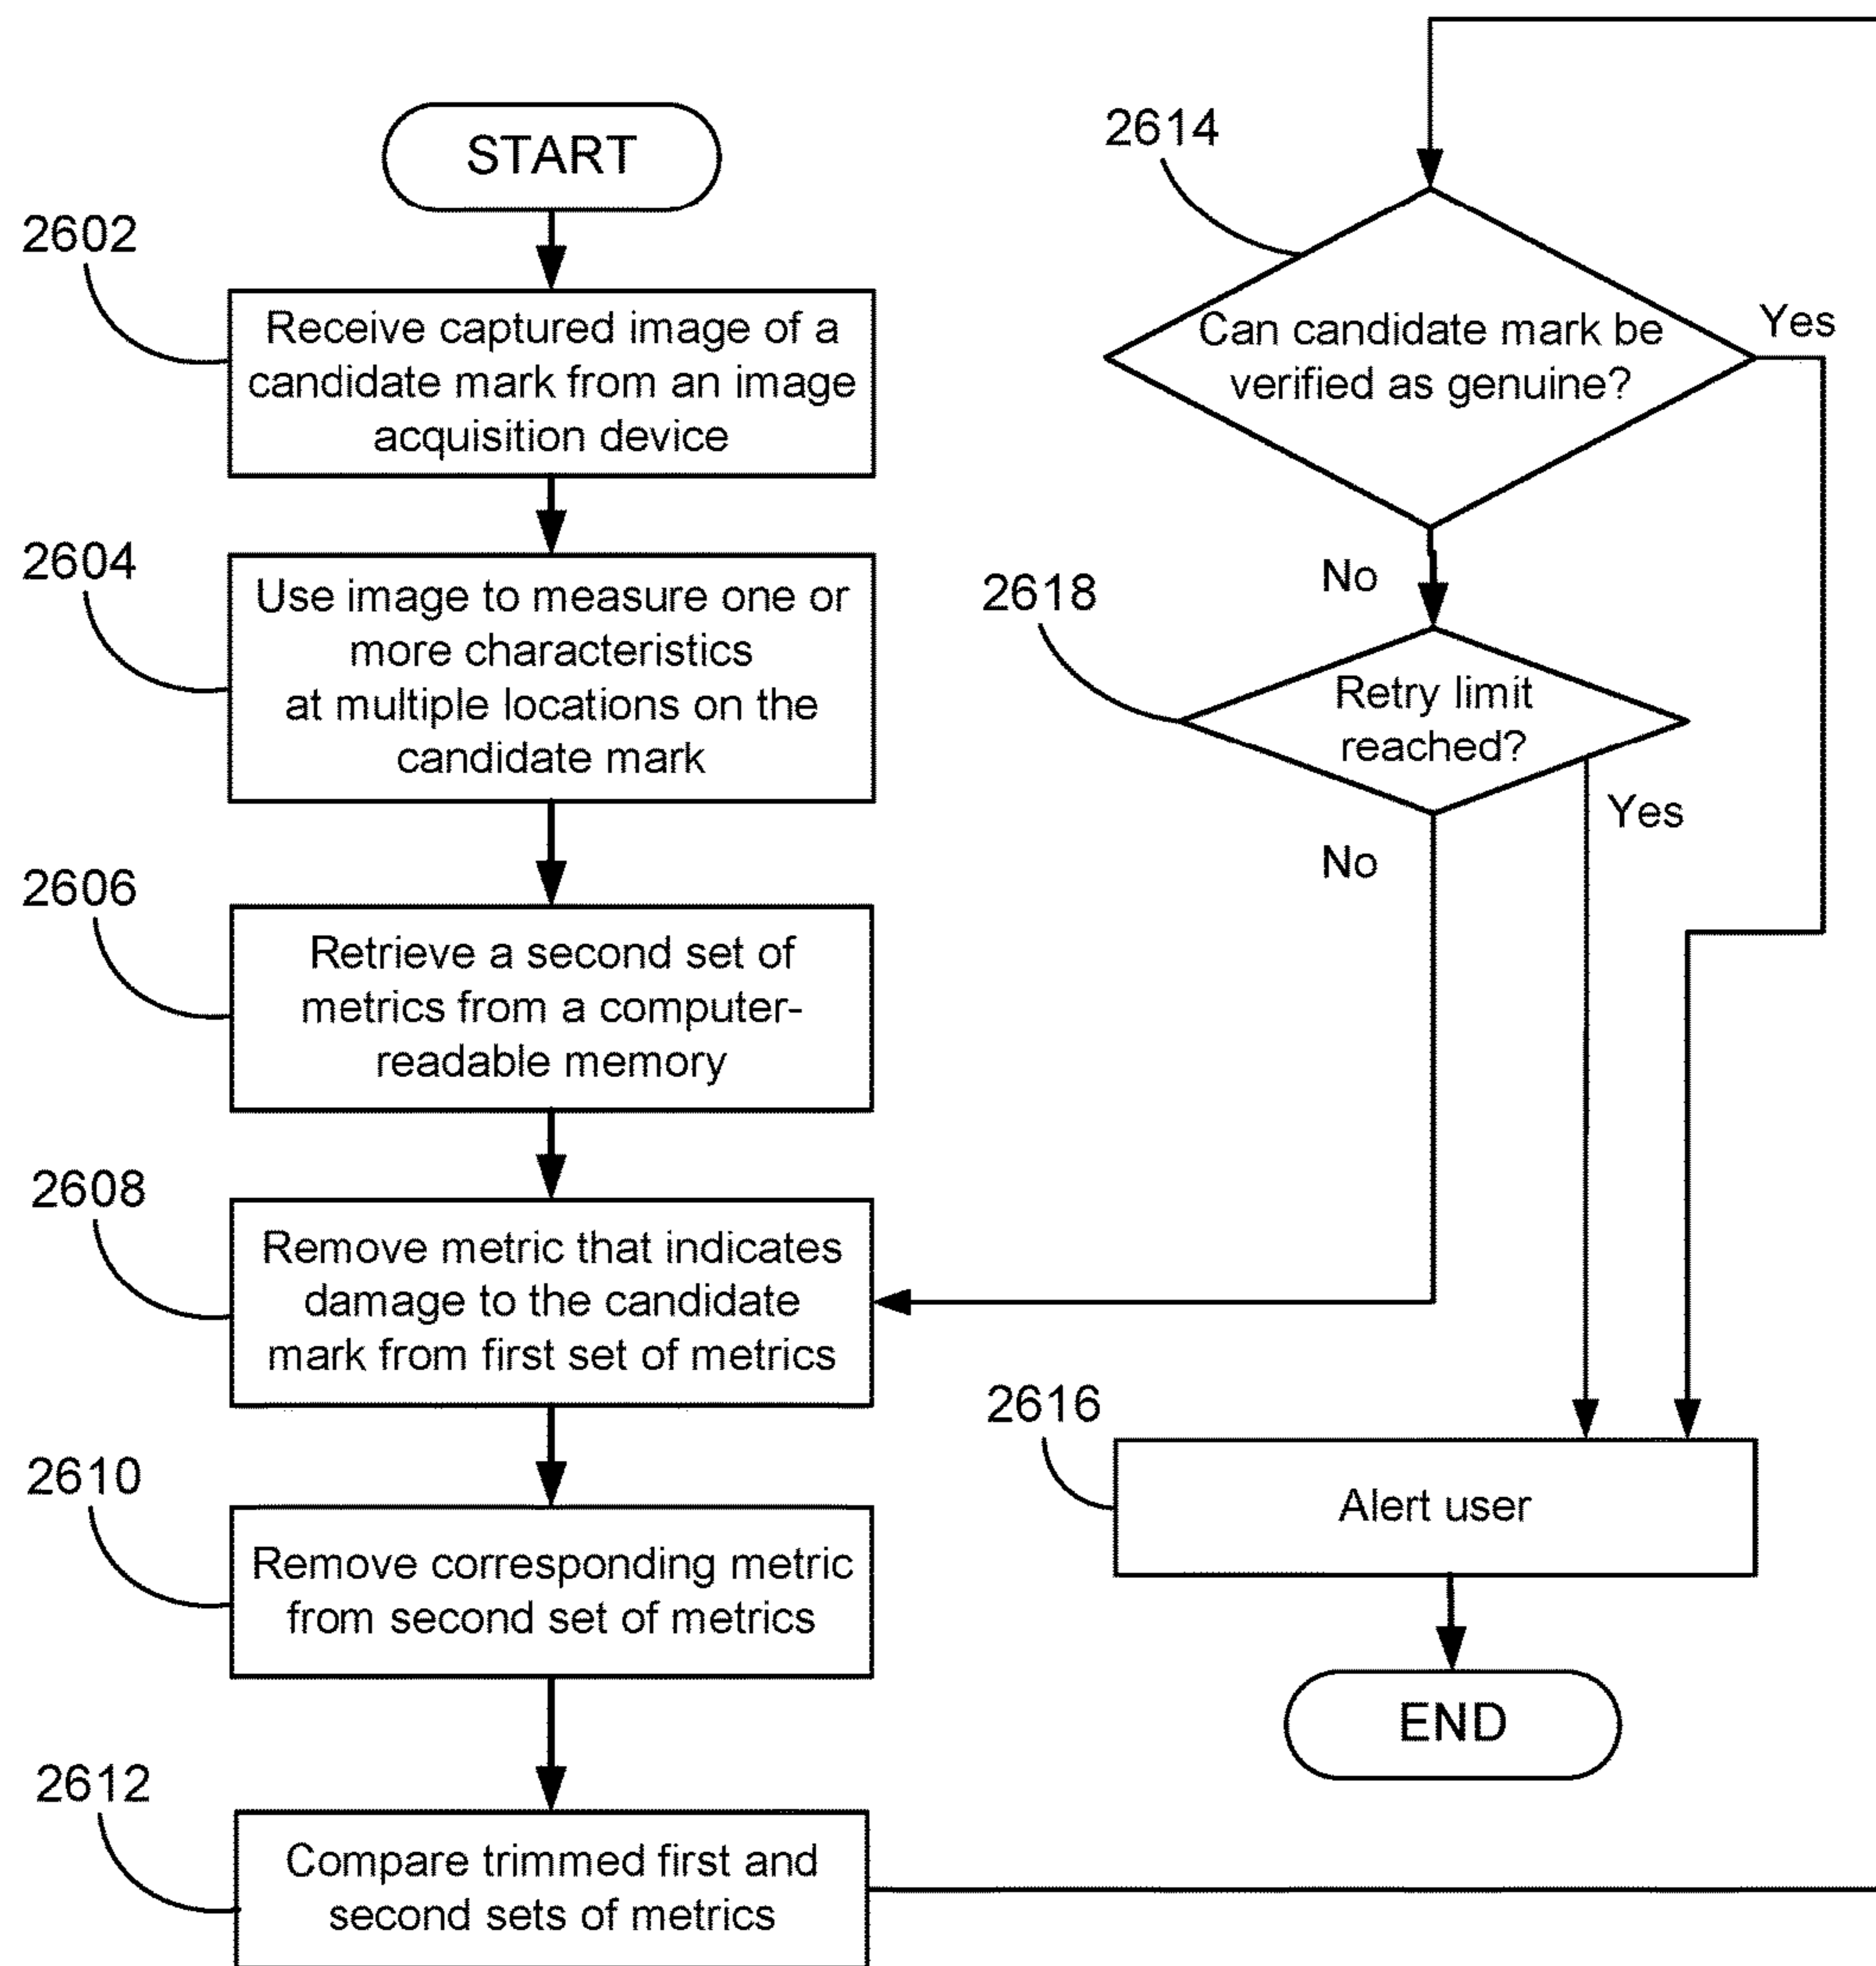 START
2602
Receive captured image of a
candidate mark from an image
acquisition device
2604
Use image to measure one or
more characteristics
at multiple locations on the
candidate mark
2606
Retrieve a second set of
metrics from a computer-
readable memory
2608
Remove metric that indicates
damage to the candidate
mark from first set of metrics
2610
Remove corresponding metric
from second set of metrics
2612
Compare trimmed first and
second sets of metrics
2614
Can candidate mark be
verified as genuine?
Yes
No
2618
Retry limit
reached?
Yes
No
2616
Alert user
END